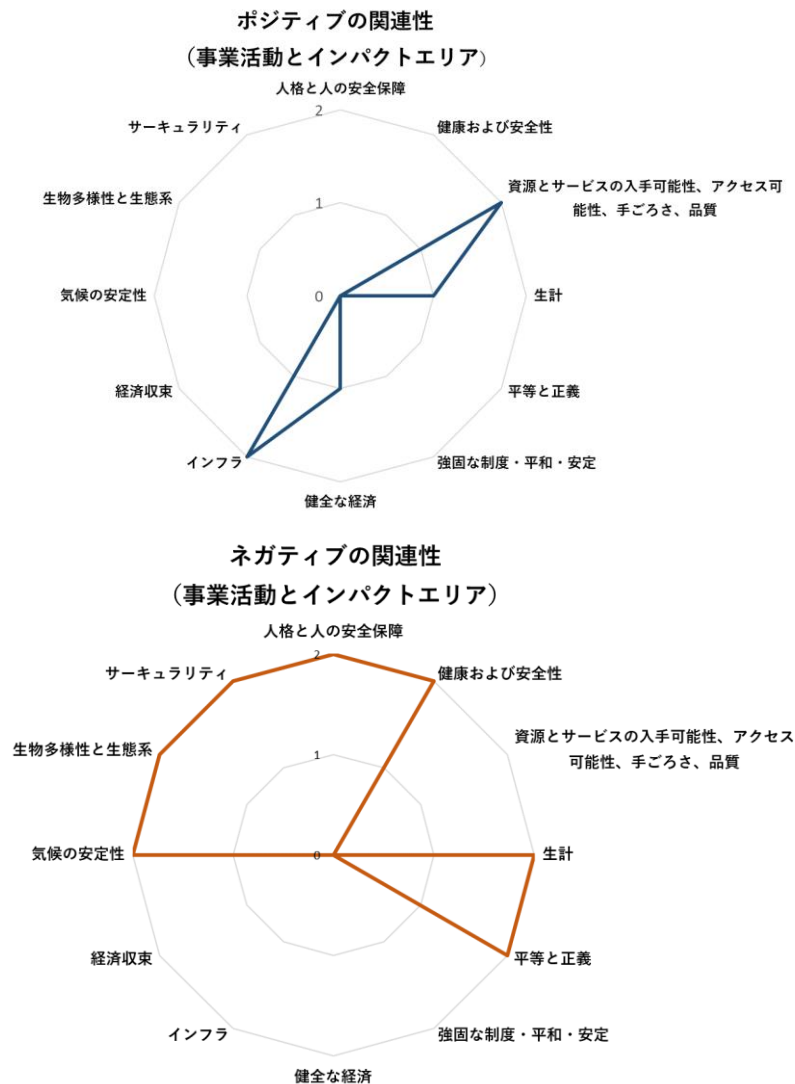 ポジティブの関連性
（事業活動とインパクトエリア）
人格と人の安全保障
2
サーキュラリティ
健康および安全性
生物多様性と生態系
1
資源とサービスの入手可能性、アクセス可
能性、手ごろさ、品質
気候の安定性
0
生計
経済収束
平等と正義
インフラ
強固な制度・平和・安定
健全な経済
ネガティブの関連性
（事業活動とインパクトエリア）
人格と人の安全保障
2
サーキュラリティ
健康および安全性
生物多様性と生態系
1
資源とサービスの入手可能性、アクセス
可能性、手ごろさ、品質
気候の安定性
0
生計
経済収束
平等と正義
インフラ
強固な制度・平和・安定
健全な経済